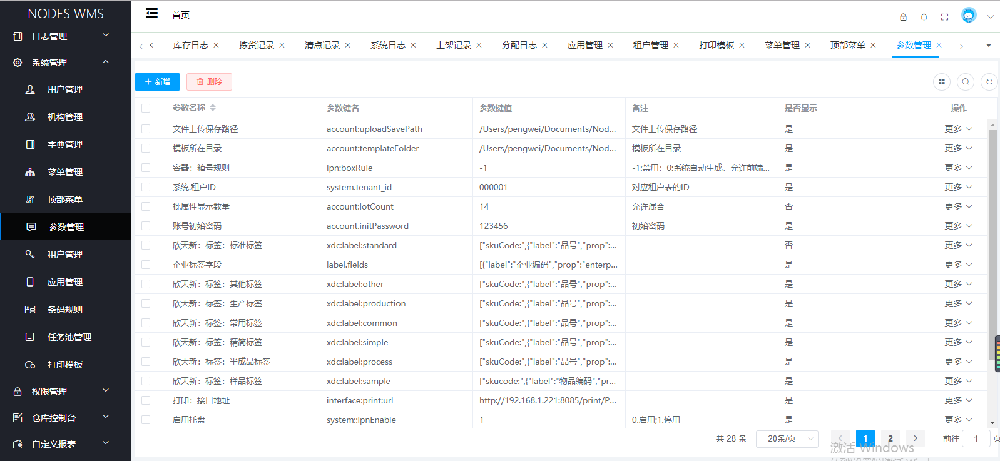 NODES WMS
首页
日志管理
系统管理
用户管理
机构管理
字典管理
菜单管理
顶部菜单
参数管理
租户管理
应用管理
条码规则
任务池管理
打印模板
权限管理
仓库控制台
自定义报表
库存日志 拣货记录 清点记录 系统日志 上架记录 分配日志 应用管理 租户管理 打印模板 菜单管理 顶部菜单 参数管理
新增 删除
参数名称 参数键名 参数键值 备注 是否显示 操作
文件上传保存路径 account:uploadSavePath /Users/pengwei/Documents/Nod... 文件上传保存路径 是 更多
模板所在目录 account:templateFolder /Users/pengwei/Documents/Nod... 模板所在目录 是 更多
容器：箱号规则 lpn:boxRule -1 -1:禁用；0:系统自动生成，允许前端... 是 更多
系统.租户ID system.tenant_id 000001 对应租户表的ID 是 更多
批属性显示数量 account:lotCount 14 允许混合 否 更多
账号初始密码 account.initPassword 123456 初始密码 是 更多
欣天新：标签：标准标签 xdc:label:standard ["skuCode:",{"label":"品号","prop":... 否 更多
企业标签字段 label.fields [{"label":"企业编码","prop":"enterp... 是 更多
欣天新：标签：其他标签 xdc:label:other ["skuCode:",{"label":"品号","prop":... 是 更多
欣天新：标签：生产标签 xdc:label:production ["skuCode:",{"label":"品号","prop":... 是 更多
欣天新：标签：常用标签 xdc:label:common ["skuCode:",{"label":"品号","prop":... 是 更多
欣天新：标签：精简标签 xdc:label:simple ["skuCode:",{"label":"品号","prop":... 是 更多
欣天新：标签：半成品标签 xdc:label:process ["skuCode:",{"label":"品号","prop":... 是 更多
欣天新：标签：样品标签 xdc:label:sample ["skucode:",{"label":"物品编码","pr... 是 更多
打印：接口地址 interface:print:url http://192.168.1.221:8085/print/P... 是 更多
启用托盘 system::lpnEnable 1 0.启用;1.停用 是 更多
共 28 条 20条/页 1 2 前往 1 页
激活 Windows